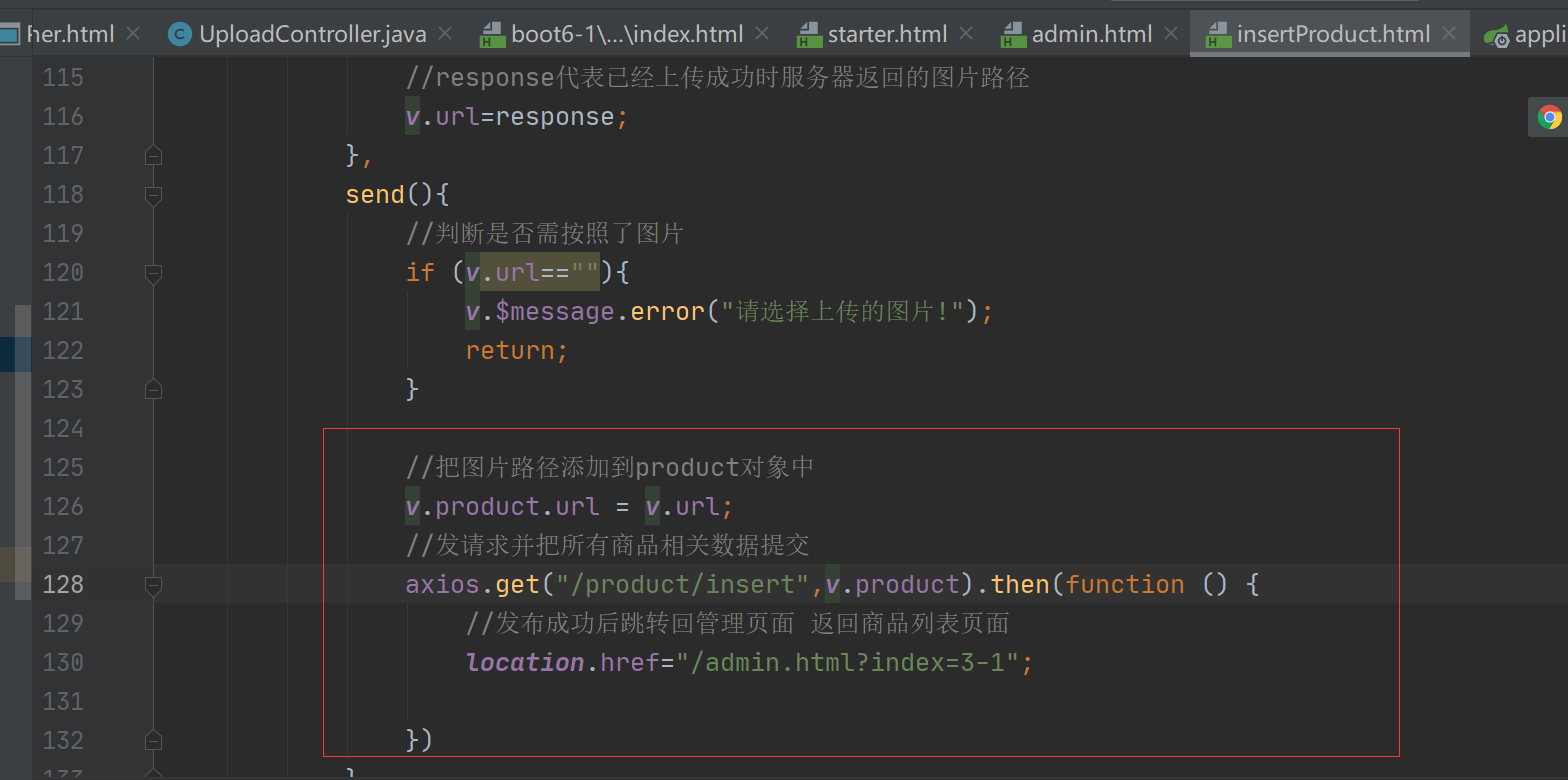 her.html UploadController.java boot6-1\...\index.html starter.html admin.html insertProduct.html appli
115 //response代表已经上传成功时服务器返回的图片路径
116 v.url=response;
117 },
118 send(){
119 //判断是否需按照了图片
120 if (v.url==""){
121 v.$message.error("请选择上传的图片!");
122 return;
123 }
124
125 //把图片路径添加到product对象中
126 v.product.url = v.url;
127 //发请求并把所有商品相关数据提交
128 axios.get("/product/insert",v.product).then(function () {
129 //发布成功后跳转回管理页面 返回商品列表页面
130 location.href="/admin.html?index=3-1";
131
132 })
133 }